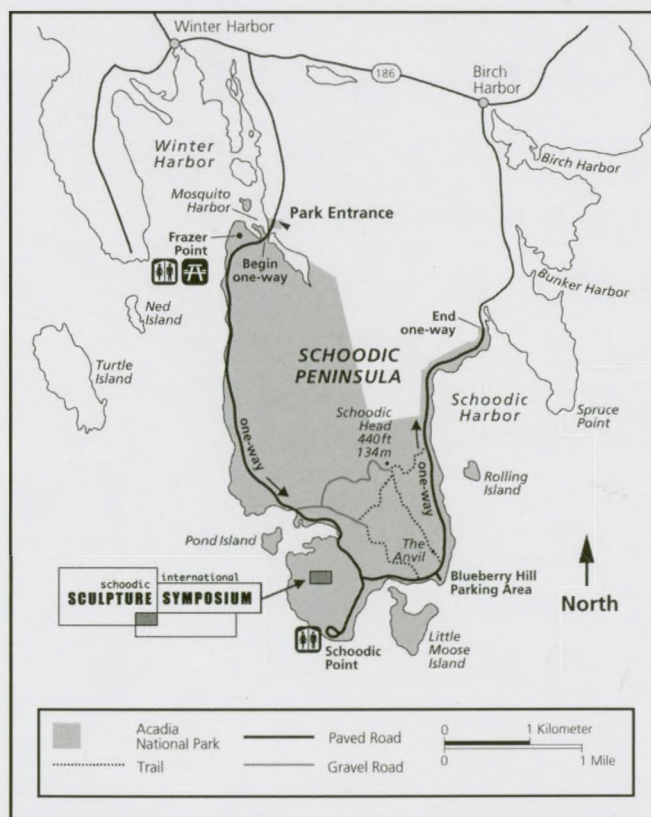 Winter Harbor
186
Birch
Harbor
Winter
Harbor
Birch Harbor
Mosquito
Harbor
Park Entrance
Frazer
Point
Begin
one-way
Bunker Harbor
Ned
Island
End
one-way
Turtle
Island
SCHOODIC
PENINSULA
Schoodic
Harbor
Schoodic
Head
440 ft
134 m
Spruce
Point
one-way
one-way
Rolling
Island
Pond Island
The
Anvil
schoodic international
SCULPTURE SYMPOSIUM
Blueberry Hill
Parking Area
North
Schoodic
Point
Little
Moose
Island
Acadia
National Park
Paved Road
0 1 Kilometer
Trail
Gravel Road
0 1 Mile